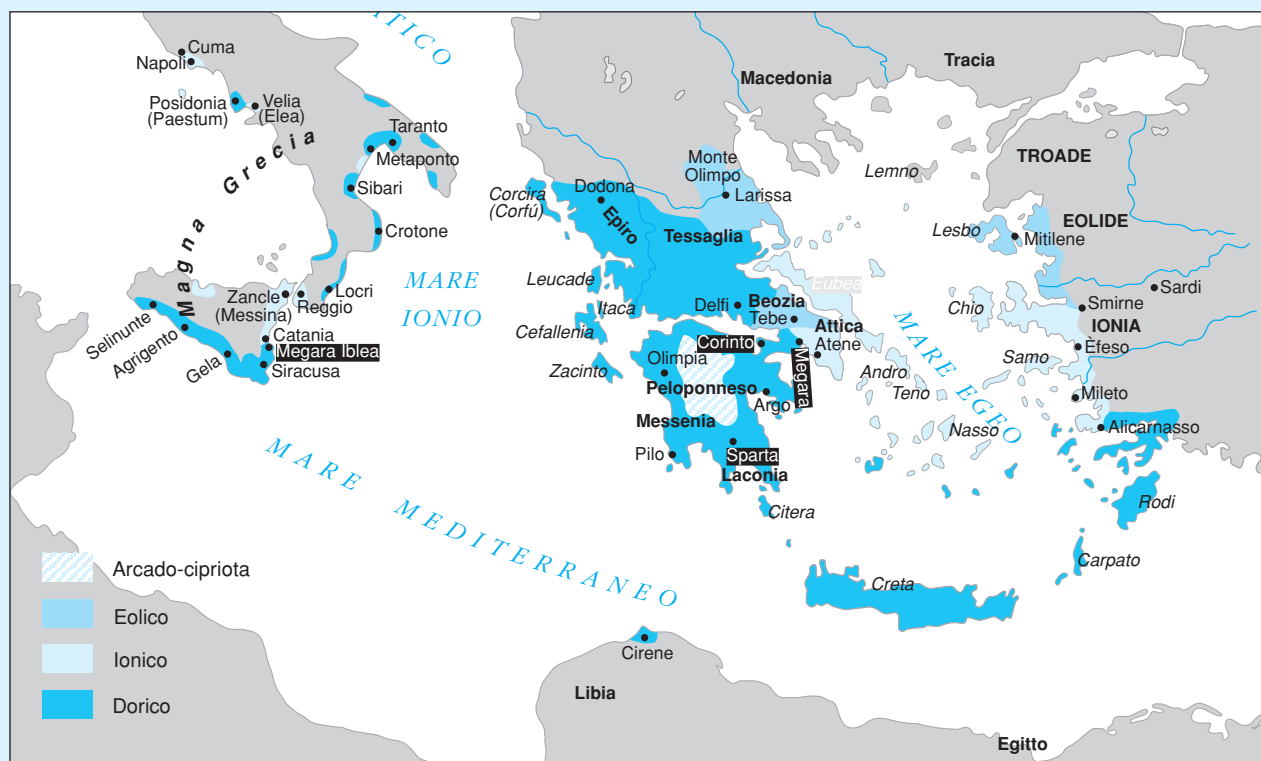 ATICO
Cuma
Napoli
Posidonia
(Paestum)
Velia
(Elea)
Magna Grecia
Taranto
Metaponto
Sibari
Crotone
Locri
Zancle
(Messina)
Reggio
Catania
Megara Iblea
Siracusa
Selinunte
Agrigento
Gela
MARE
IONIO
MARE MEDITERRANEO
Macedonia
Tracia
Monte
Olimpo
Larissa
Dodona
Corcira
(Corfú)
Epiro
Tessaglia
Leucade
Itaca
Cefallenia
Zacinto
Delfi
Beozia
Tebe
Eubea
Attica
Atene
Corinto
Megara
Olimpia
Peloponneso
Argo
Messenia
Pilo
Sparta
Laconia
Citera
Lemno
TROADE
EOLIDE
Lesbo
Mitilene
Sardi
Chio
Smirne
IONIA
Efeso
Samo
Andro
Teno
MARE EGEO
Mileto
Nasso
Alicarnasso
Rodi
Carpato
Creta
Cirene
Libia
Egitto
Arcado-cipriota
Eolico
Ionico
Dorico